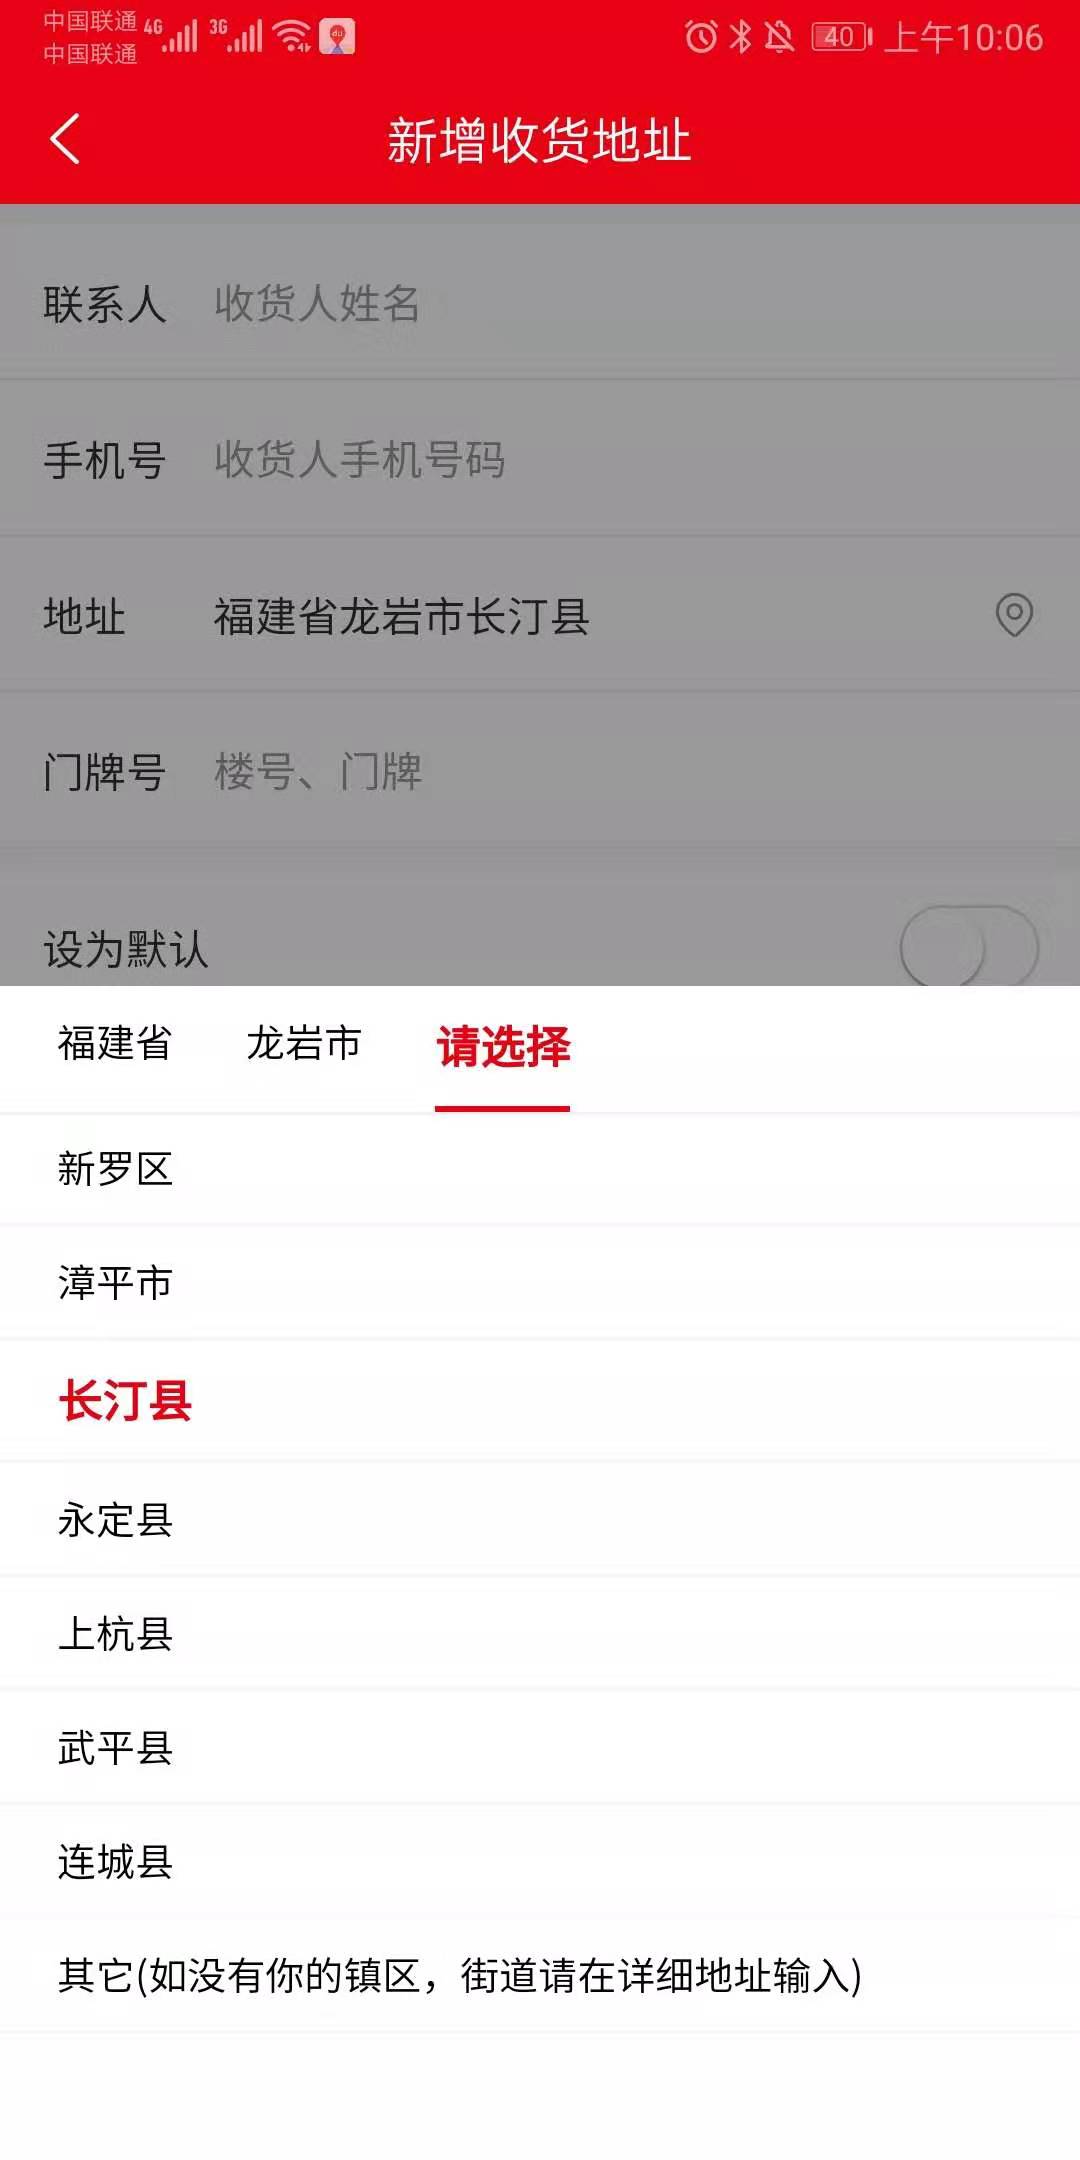 中国联通 4G 3G
中国联通
40 上午10:06
新增收货地址
联系人 收货人姓名
手机号 收货人手机号码
地址 福建省龙岩市长汀县
门牌号 楼号、门牌
设为默认
福建省 龙岩市 请选择
新罗区
漳平市
长汀县
永定县
上杭县
武平县
连城县
其它(如没有你的镇区，街道请在详细地址输入)